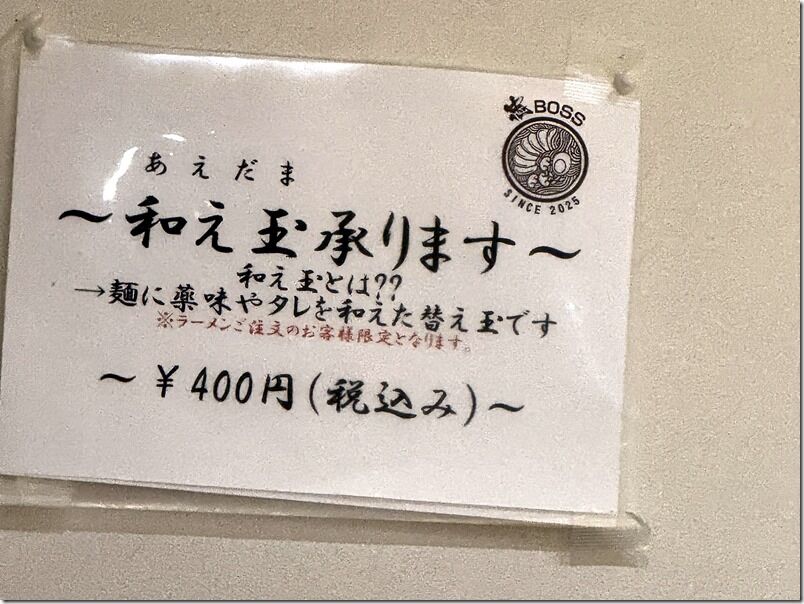 BOSS
SINCE 2025
あえだま
～和え玉承ります～
和え玉とは??
→麺に薬味やタレを和えた替え玉です
※ラーメンご注文のお客様限定となります。
～￥400円(税込み)～